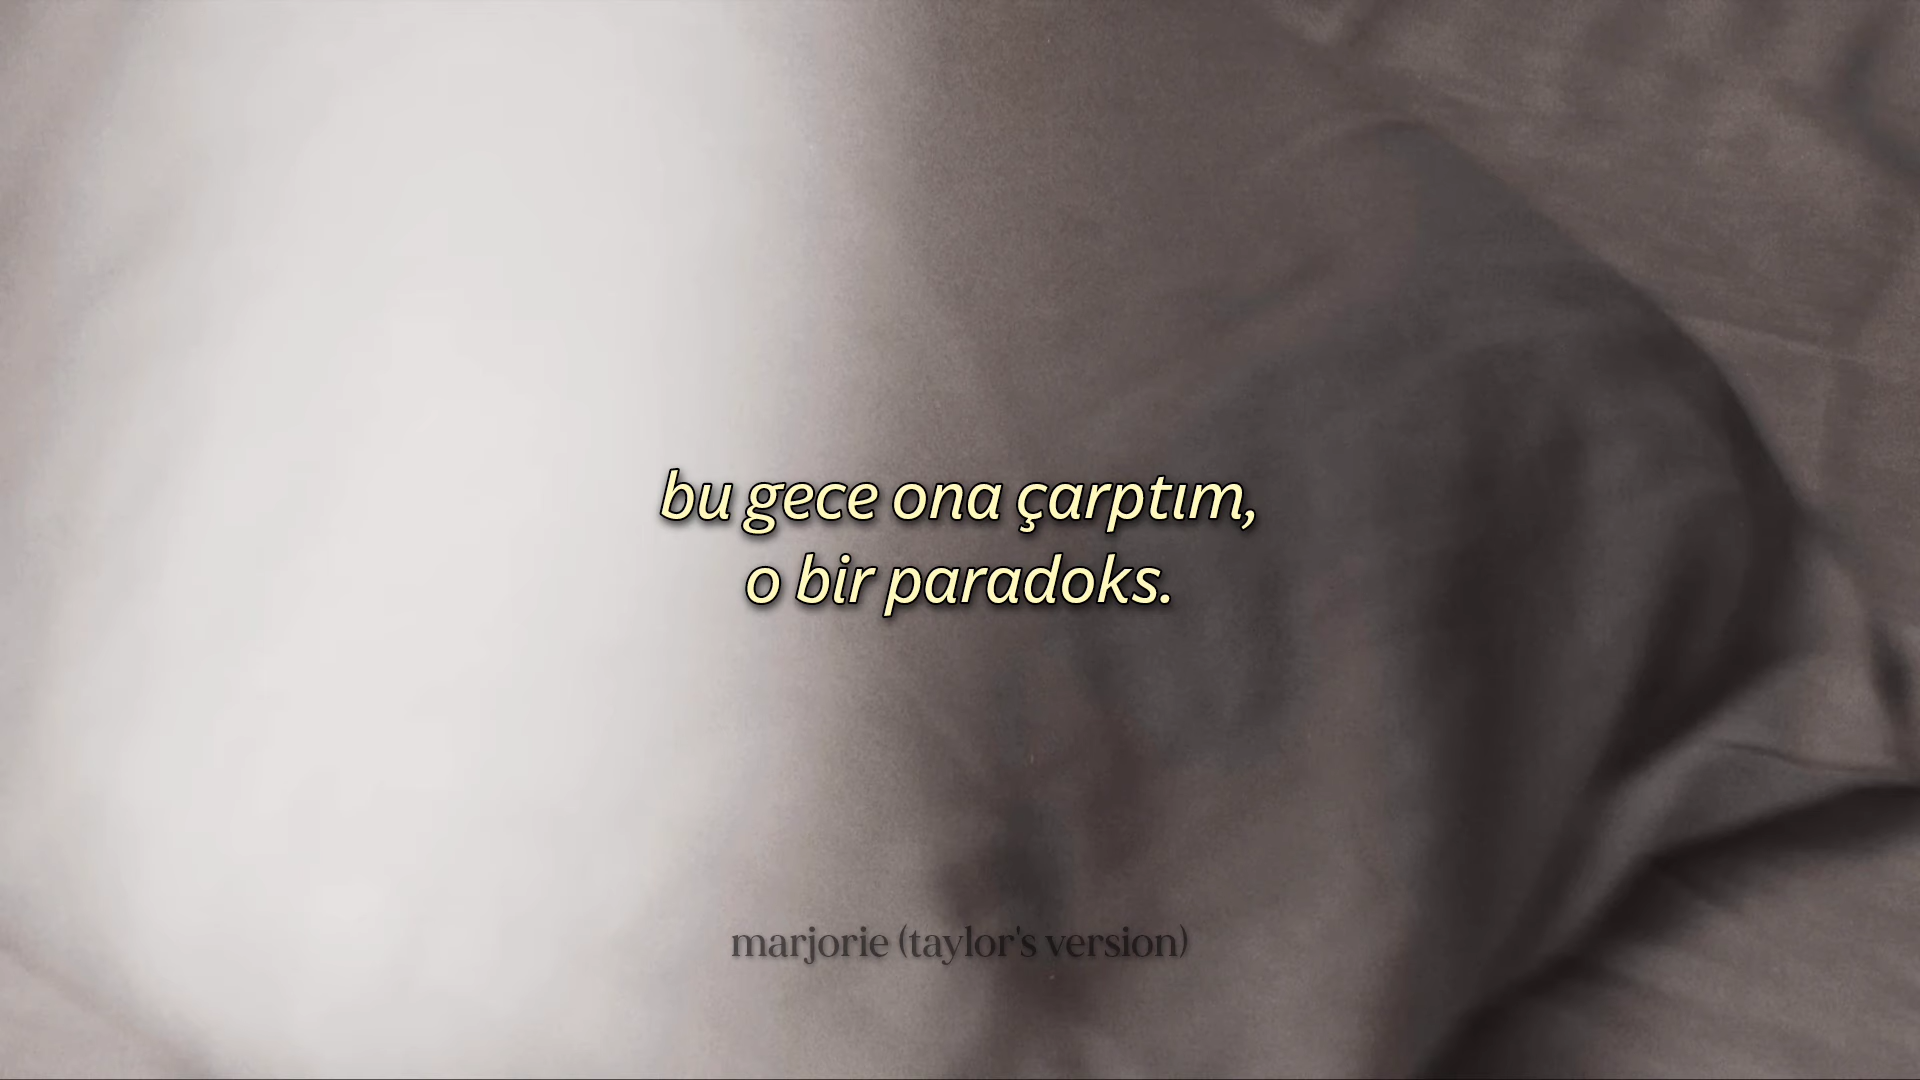 bu gece ona çarptım,
o bir paradoks.
marjorie (taylor's version)